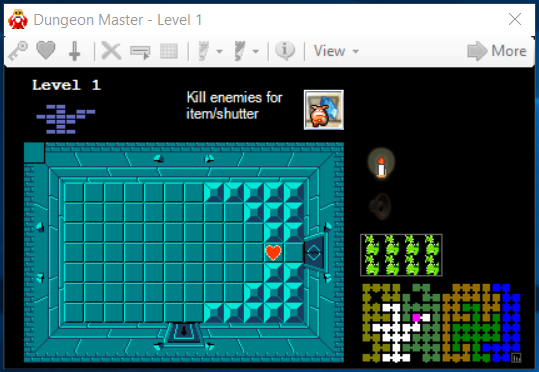 Dungeon Master - Level 1
View
More
Level 1
Kill enemies for
item/shutter